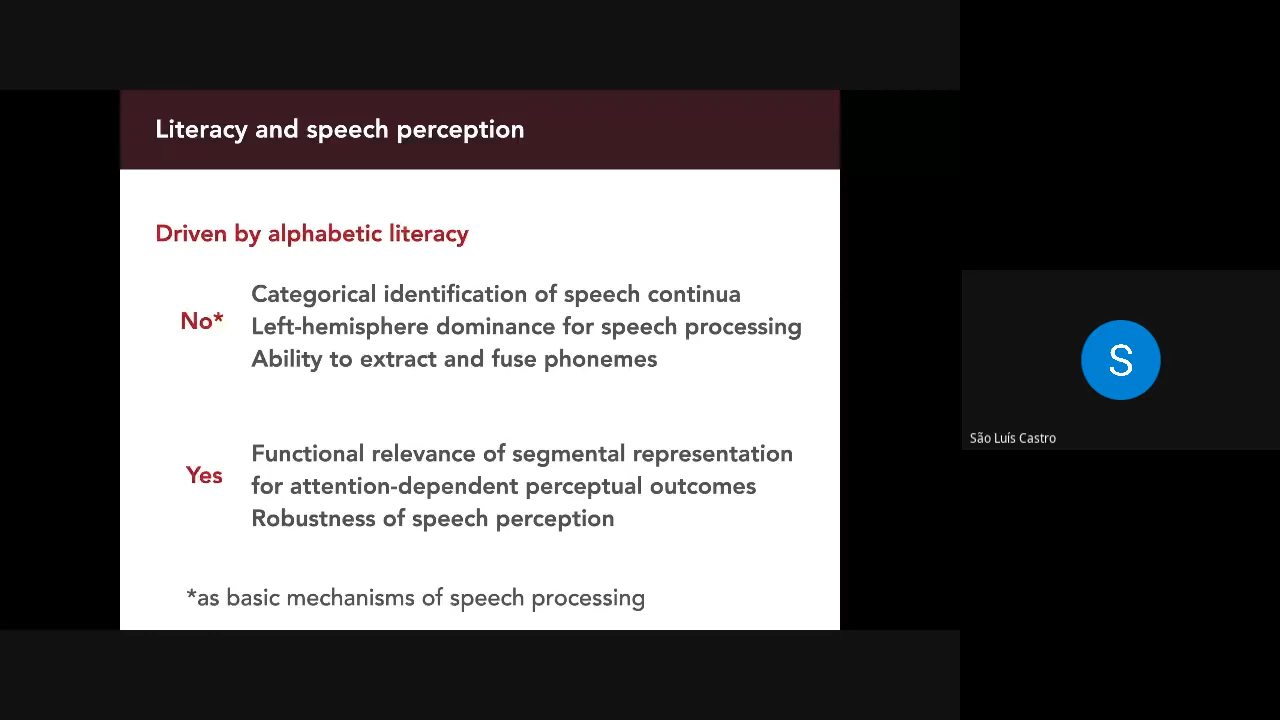 Literacy and speech perception
Driven by alphabetic literacy
No*
Categorical identification of speech continua
Left-hemisphere dominance for speech processing
Ability to extract and fuse phonemes
Yes
Functional relevance of segmental representation
for attention-dependent perceptual outcomes
Robustness of speech perception
*as basic mechanisms of speech processing
S
São Luís Castro